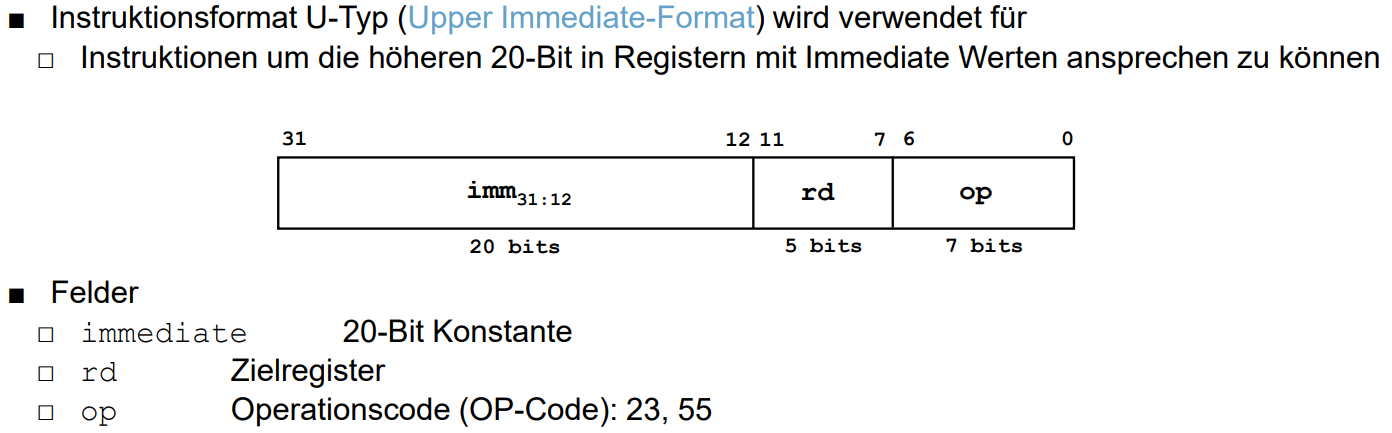 ■ Instruktionsformat U-Typ (Upper Immediate-Format) wird verwendet für
□ Instruktionen um die höheren 20-Bit in Registern mit Immediate Werten ansprechen zu können
31 12 11 7 6 0
imm31:12 rd op
20 bits 5 bits 7 bits
■ Felder
□ immediate 20-Bit Konstante
□ rd Zielregister
□ op Operationscode (OP-Code): 23, 55